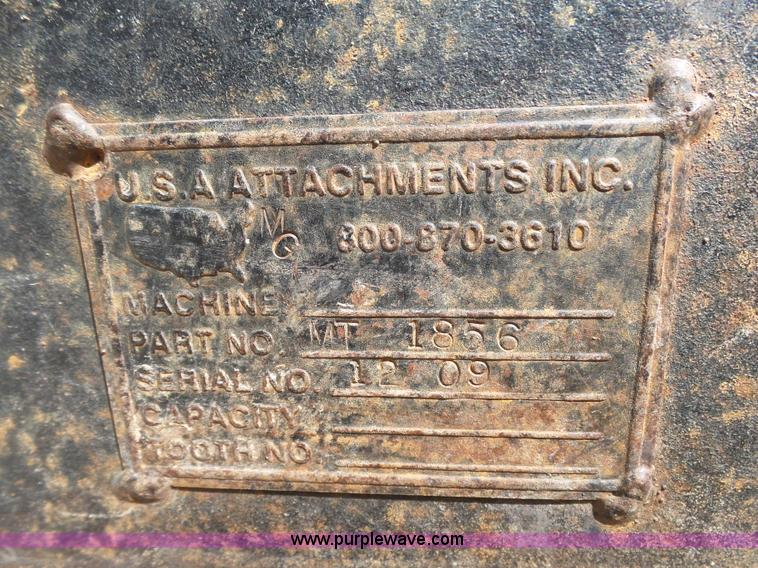 U.S.A ATTACHMENTS INC.
MC 800-870-3610
MACHINE
PART NO. MT 1856
SERIAL NO. 12 09
CAPACITY
TOOTH NO.
www.purplewave.com